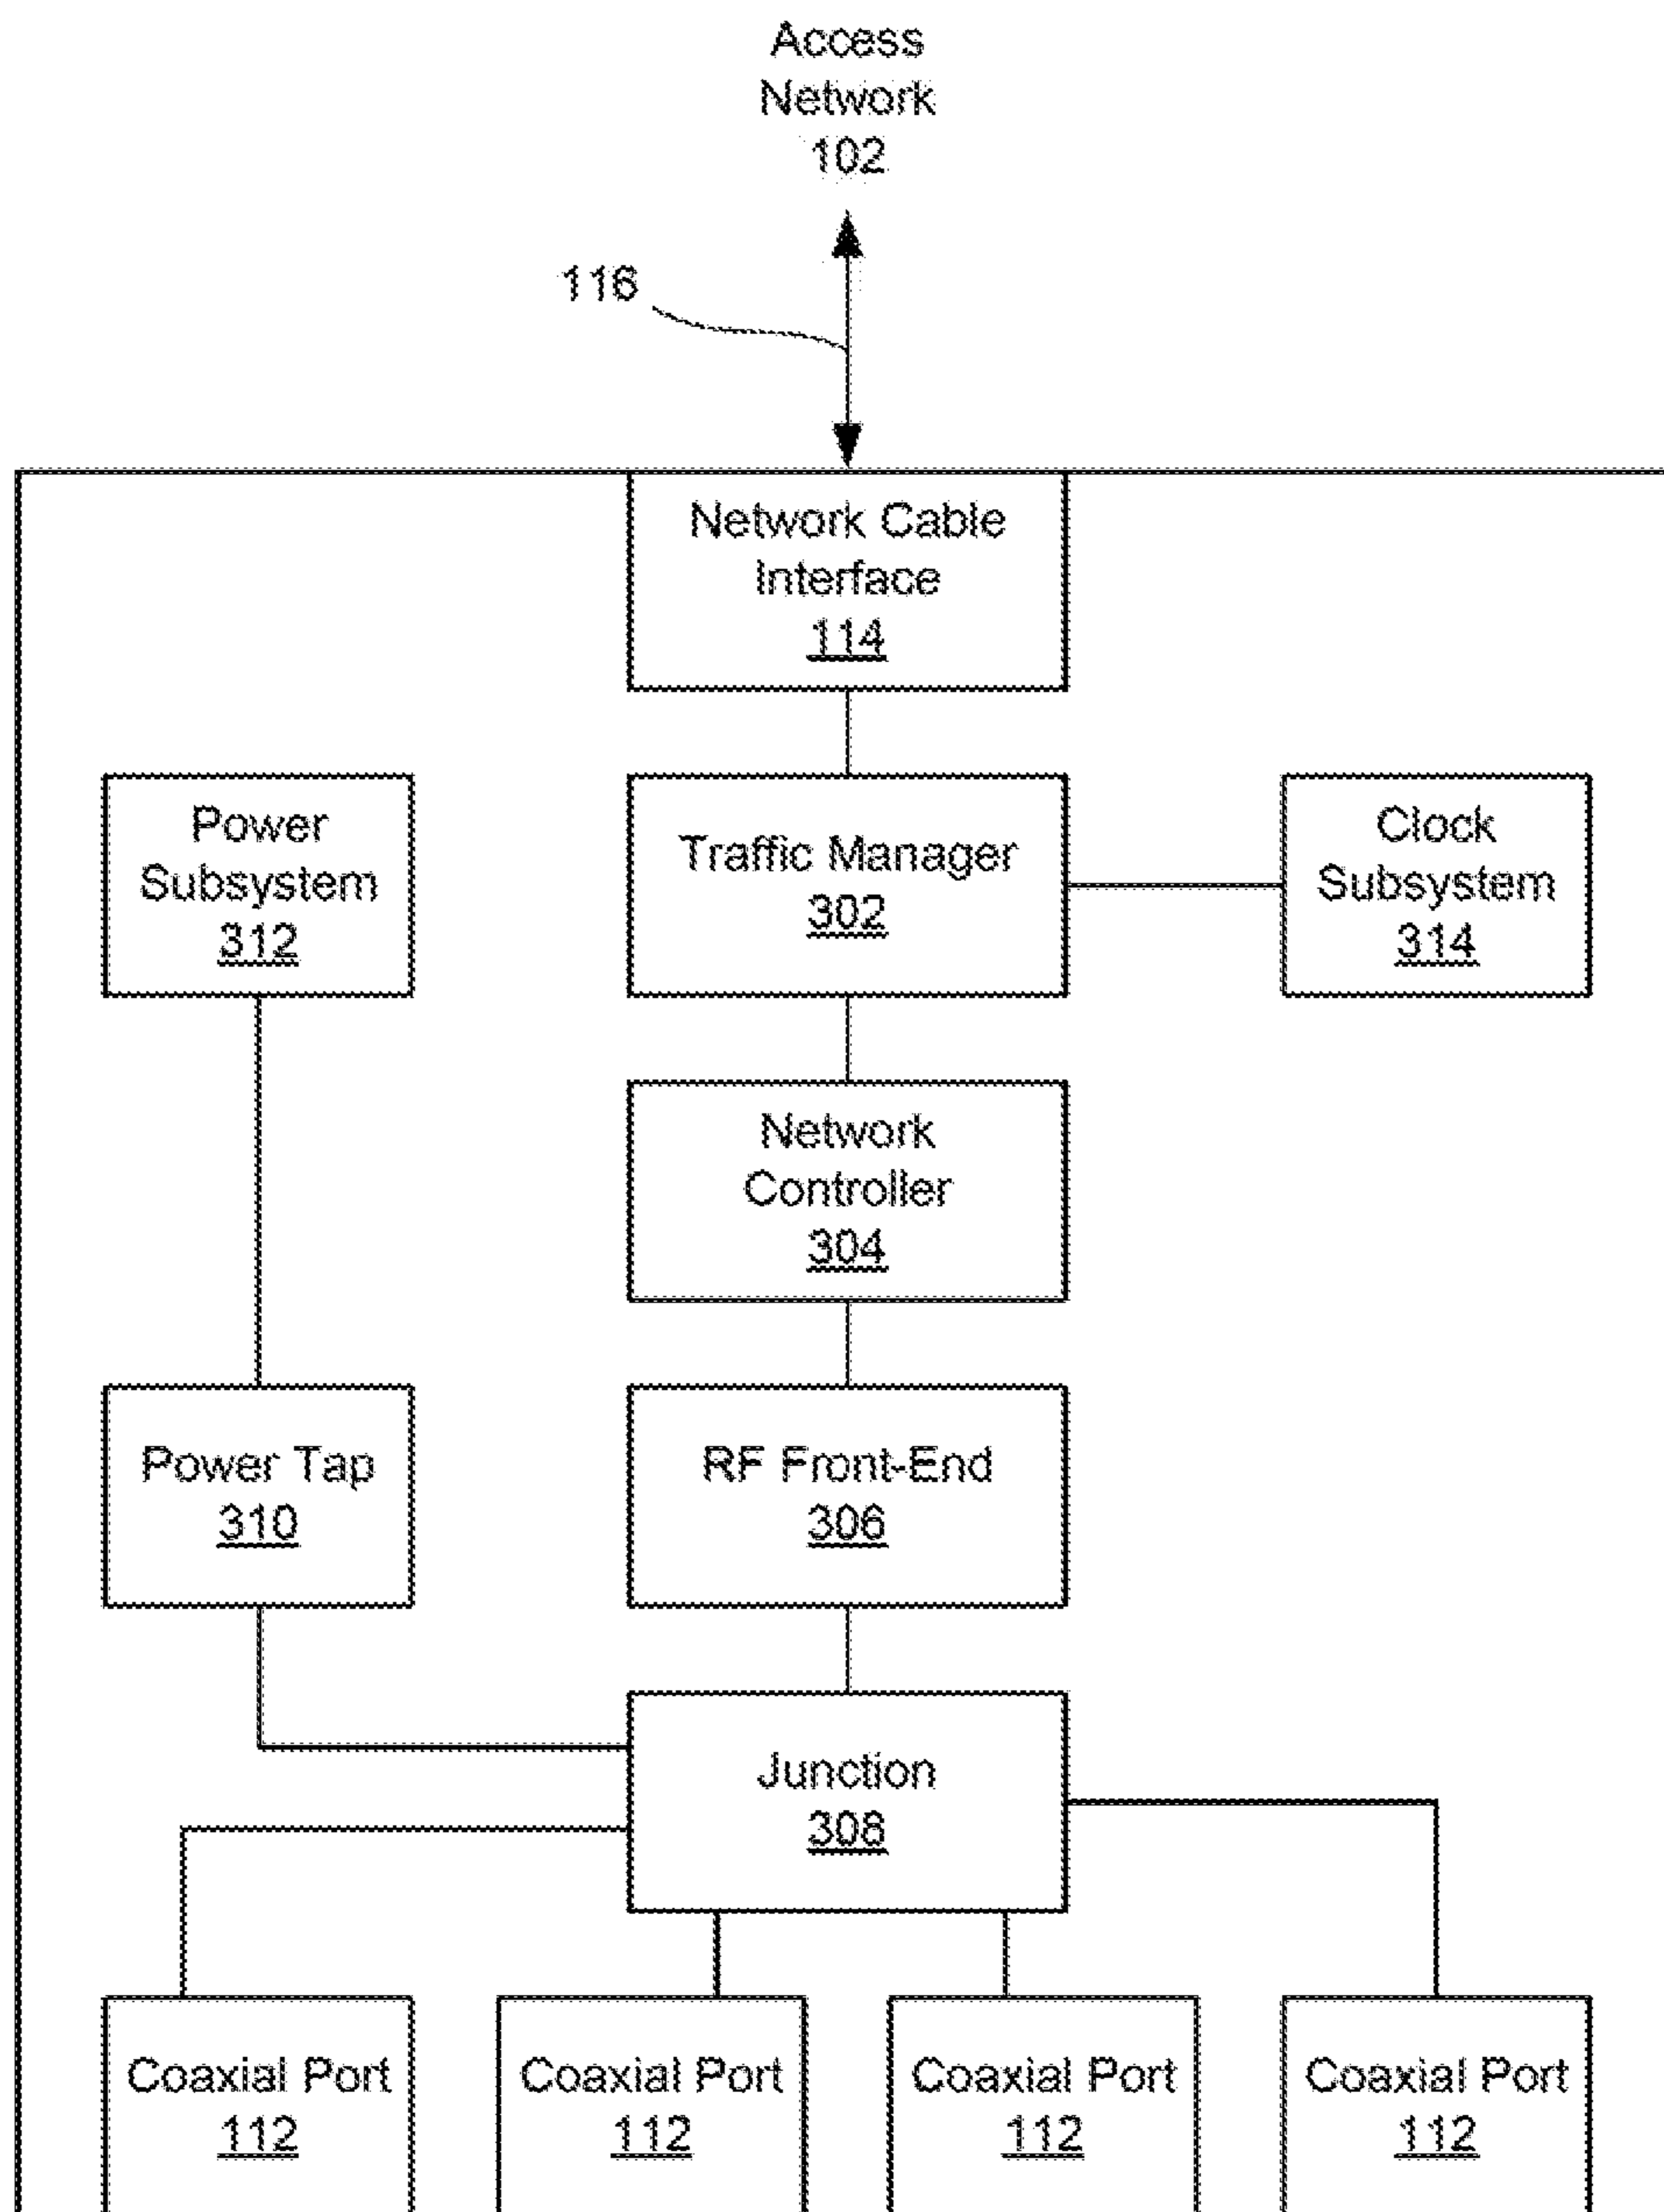 Access
Network
102
116
Network Cable
Interface
114
Power
Subsystem
312
Traffic Manager
302
Clock
Subsystem
314
Network
Controller
304
Power Tap
310
RF Front-End
306
Junction
308
Coaxial Port
112
Coaxial Port
112
Coaxial Port
112
Coaxial Port
112